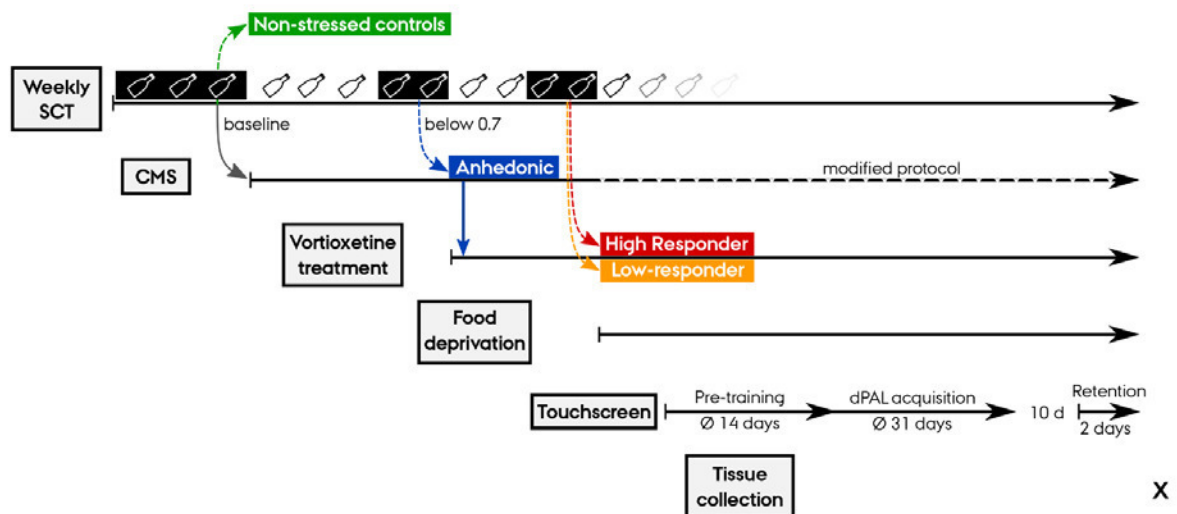 Non-stressed controls
Weekly
SCT
baseline
below 0.7
CMS
Anhedonic
modified protocol
Vortioxetine
treatment
High Responder
Low-responder
Food
deprivation
Touchscreen
Pre-training
Ø 14 days
dPAL acquisition
Ø 31 days
10 d
Retention
2 days
Tissue
collection
X